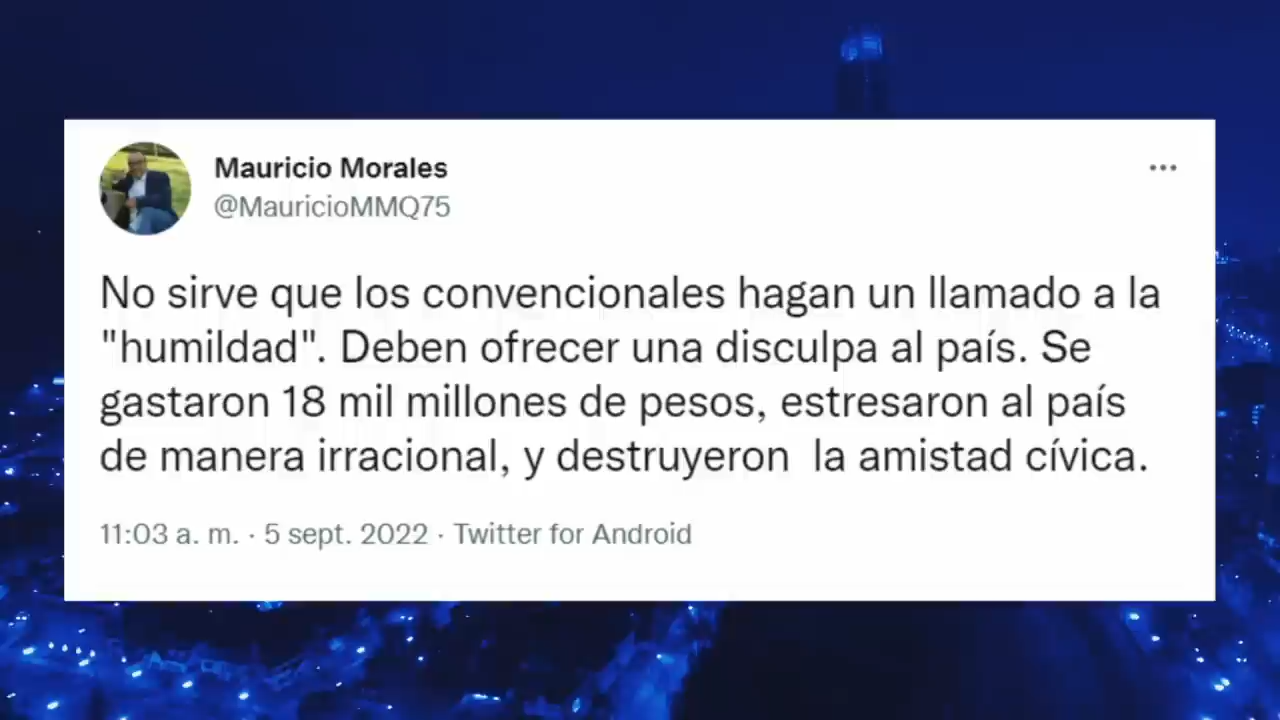 Mauricio Morales
@MauricioMMQ75
No sirve que los convencionales hagan un llamado a la
"humildad". Deben ofrecer una disculpa al país. Se
gastaron 18 mil millones de pesos, estresaron al país
de manera irracional, y destruyeron  la amistad cívica.
11:03 a. m. · 5 sept. 2022 · Twitter for Android